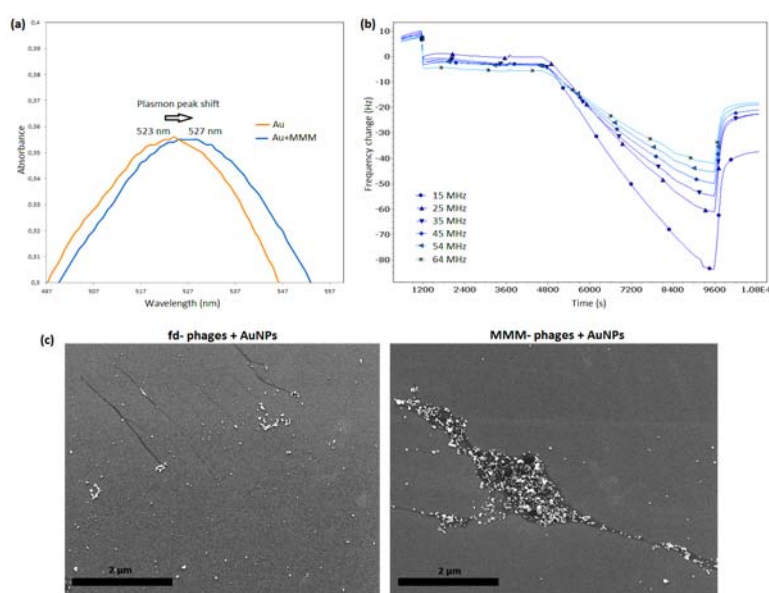 (a)
0,4
0,39
0,38
0,37
0,36
0,35
0,34
0,33
0,32
0,31
0,3
Absorbance
Plasmon peak shift
523 nm 527 nm
Au
Au+MMM
487 507 517 527 537 547 557
Wavelength (nm)
(b)
10
0
-10
-20
-30
-40
-50
-60
-70
-80
Frequency change (Hz)
15 MHz
25 MHz
35 MHz
45 MHz
54 MHz
64 MHz
1200 2400 3600 4800 6000 7200 8400 9600 1.08E4
Time (s)
(c)
fd- phages + AuNPs
MMM- phages + AuNPs
2 μm
2 μm